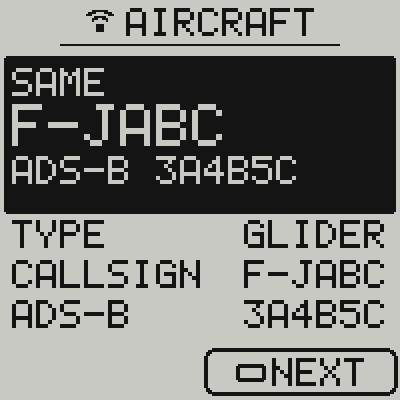 AIRCRAFT
SAME
F-JABC
ADS-B 3A4B5C
TYPE GLIDER
CALLSIGN F-JABC
ADS-B 3A4B5C
NEXT